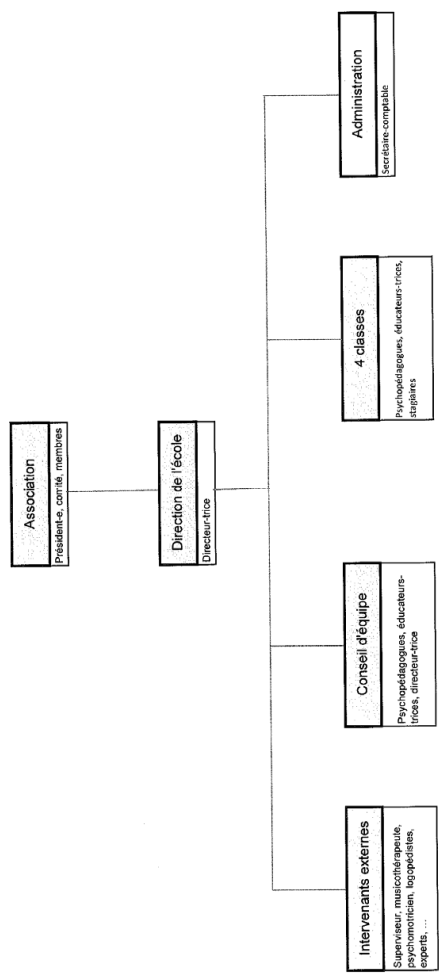 Association
Président-e, comité, membres
Direction de l'école
Directeur-trice
Intervenants externes
Superviseur, musicothérapeute,
psychomotricien, logopédistes,
experts, ...
Conseil d'équipe
Psychopédagogues, éducateurs-
trices, directeur-trice
4 classes
Psychopédagogues, éducateurs-trices,
stagiaires
Administration
Secrétaire-comptable